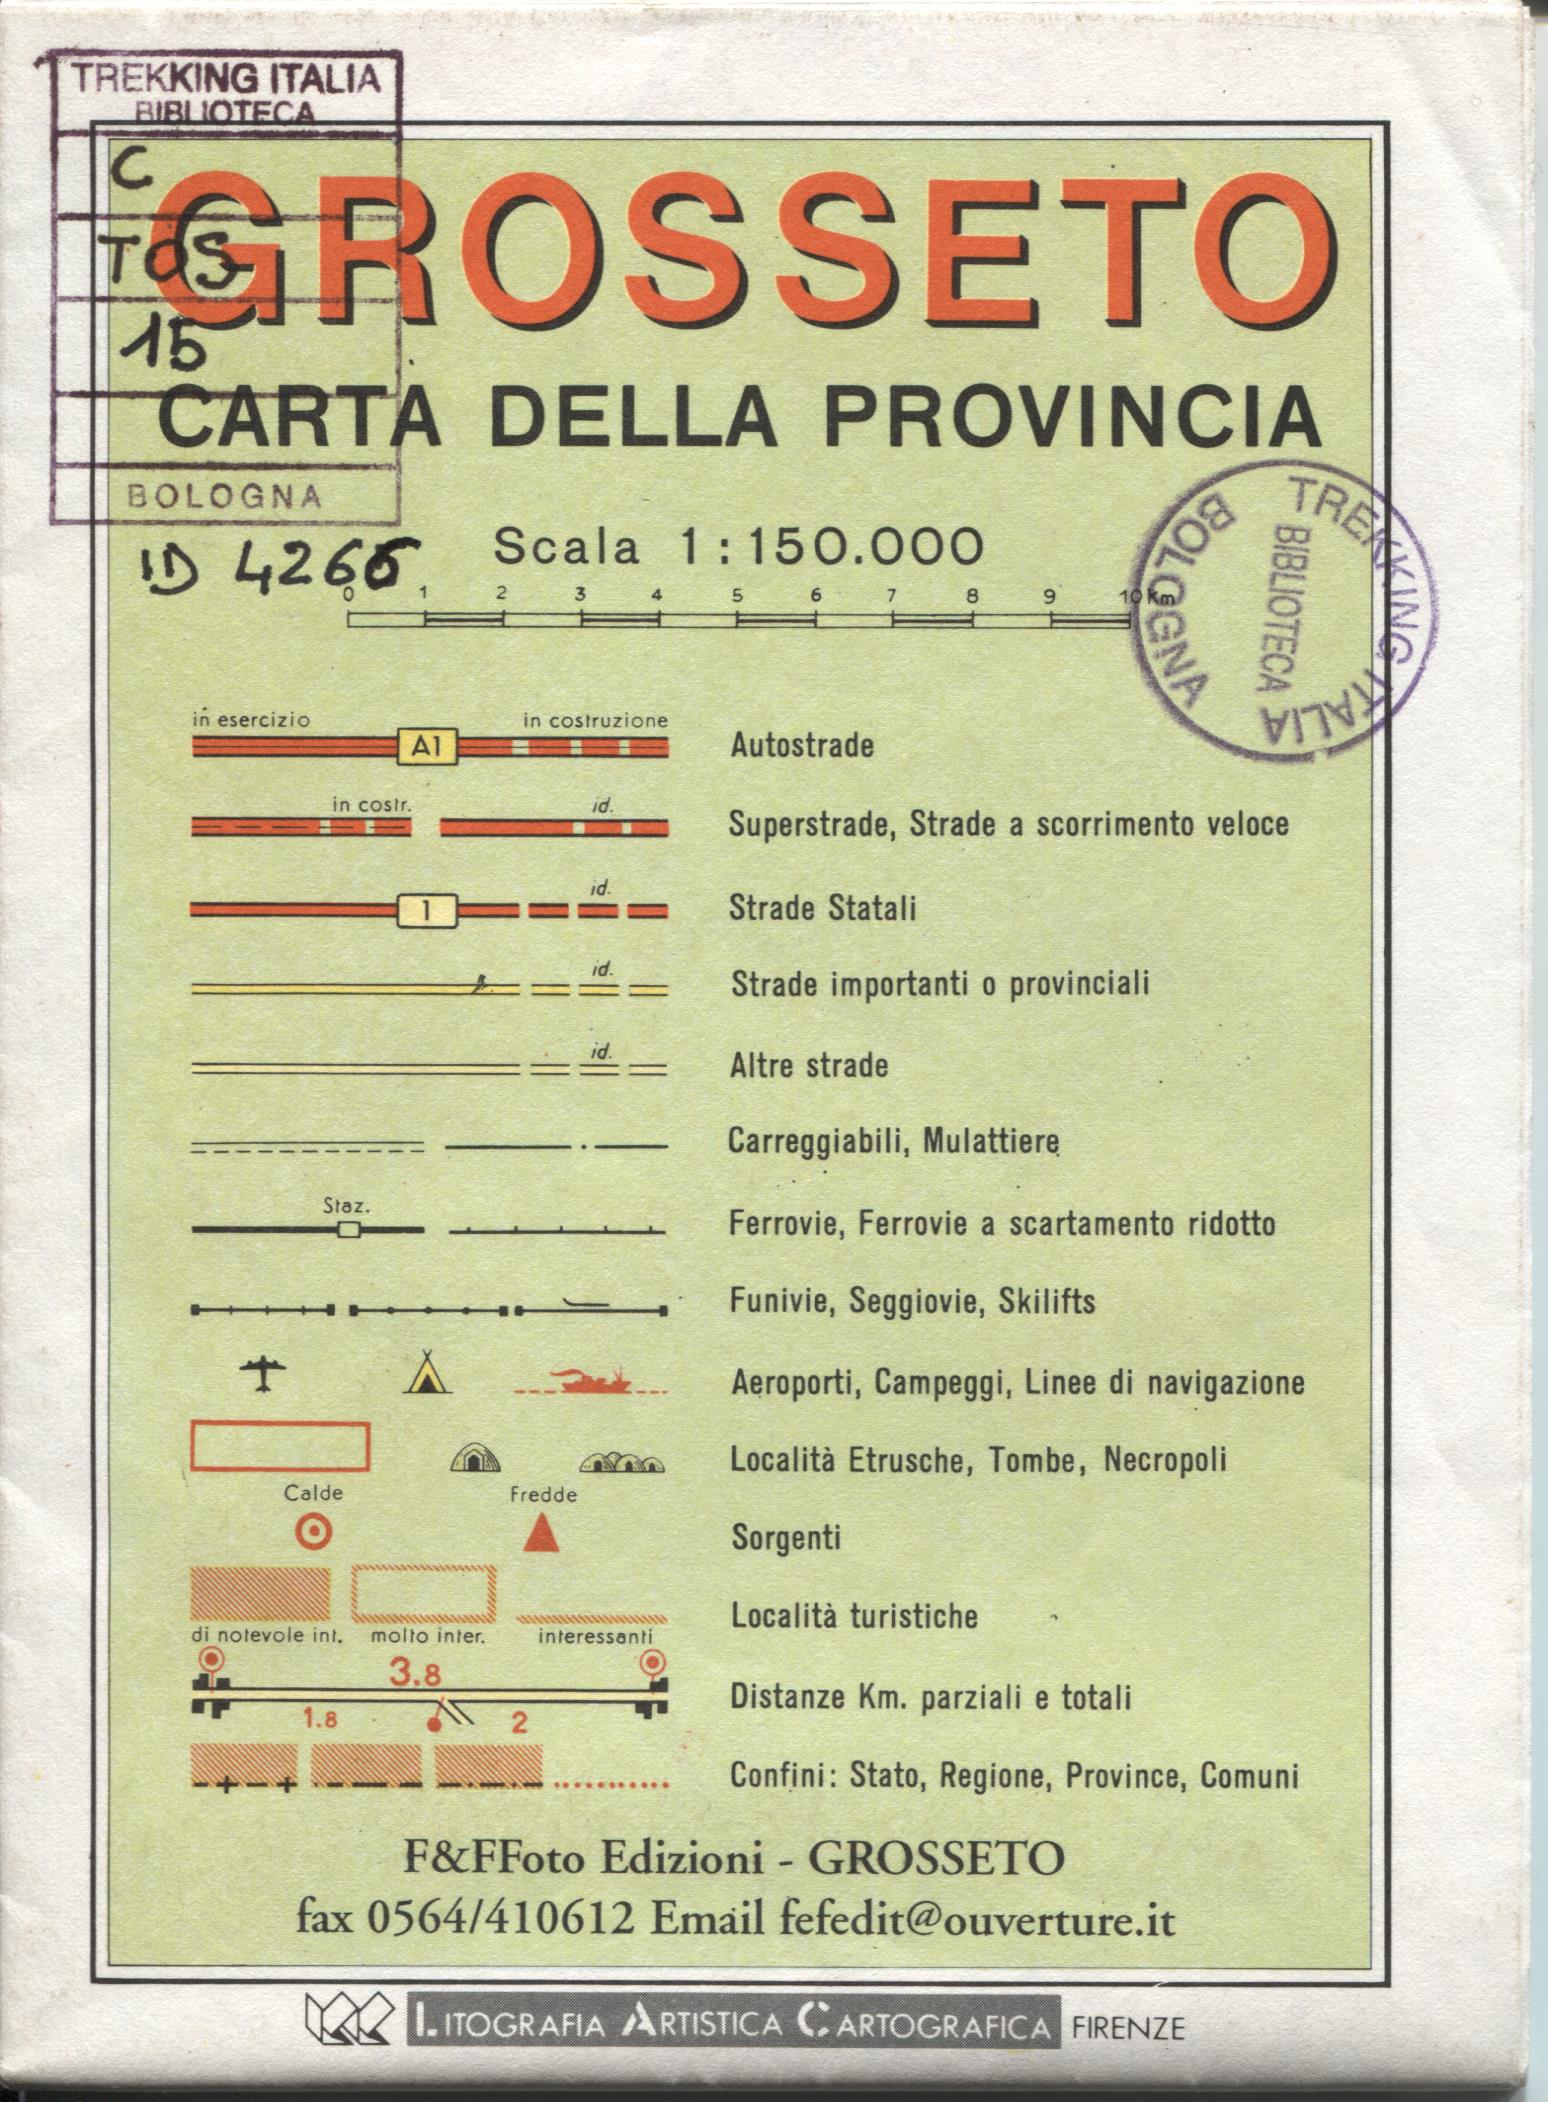 TREKKING ITALIA
BIBLIOTECA
C
TOS
15
BOLOGNA
ID 4266
GROSSETO
CARTA DELLA PROVINCIA
Scala 1:150.000
0 1 2 3 4 5 6 7 8 9 10 Km
TREKKING ITALIA
BIBLIOTECA
BOLOGNA
in esercizio in costruzione
A1 Autostrade
in costr. id.
Superstrade, Strade a scorrimento veloce
id.
1 Strade Statali
id.
Strade importanti o provinciali
id.
Altre strade
Carreggiabili, Mulattiere
Staz.
Ferrovie, Ferrovie a scartamento ridotto
Funivie, Seggiovie, Skilifts
Aeroporti, Campeggi, Linee di navigazione
Località Etrusche, Tombe, Necropoli
Calde Fredde
Sorgenti
Località turistiche
di notevole int. molto inter. interessanti
3.8
Distanze Km. parziali e totali
1.8 2
Confini: Stato, Regione, Province, Comuni
F&FFoto Edizioni - GROSSETO
fax 0564/410612 Email fefedit@ouverture.it
LAC LITOGRAFIA ARTISTICA CARTOGRAFICA FIRENZE